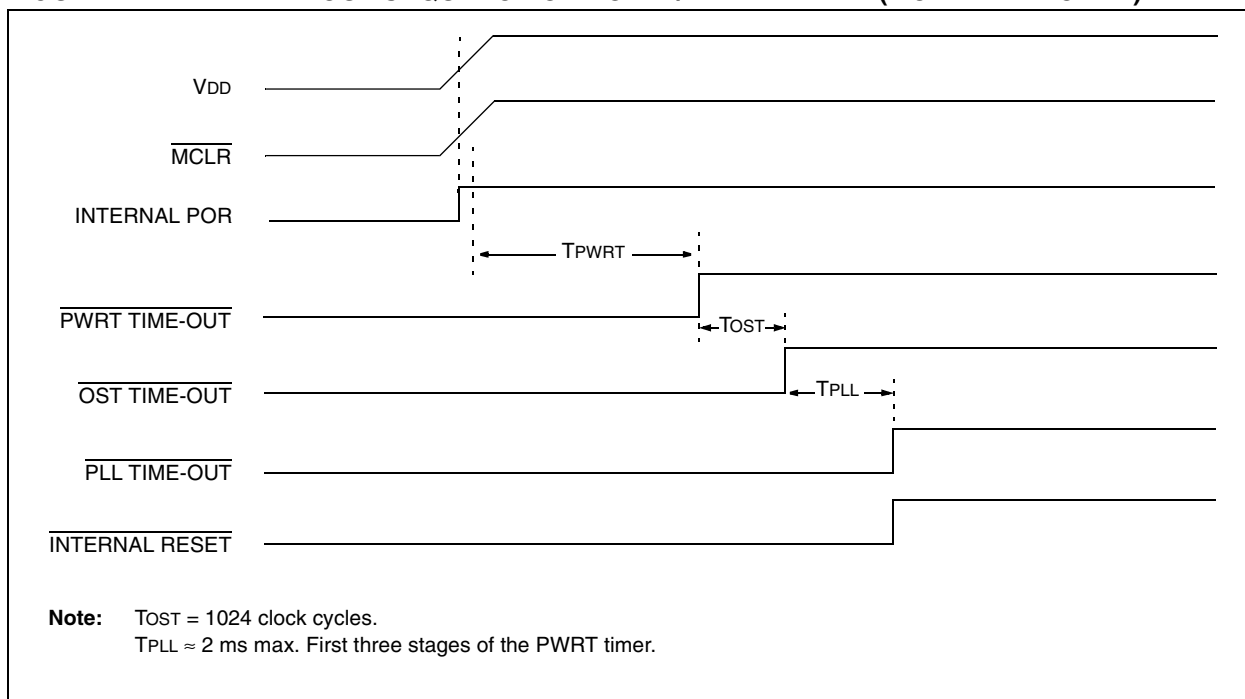 VDD
MCLR
INTERNAL POR
TPWRT
PWRT TIME-OUT
TOST
OST TIME-OUT
TPLL
PLL TIME-OUT
INTERNAL RESET
Note: TOST = 1024 clock cycles.
TPLL ≈ 2 ms max. First three stages of the PWRT timer.